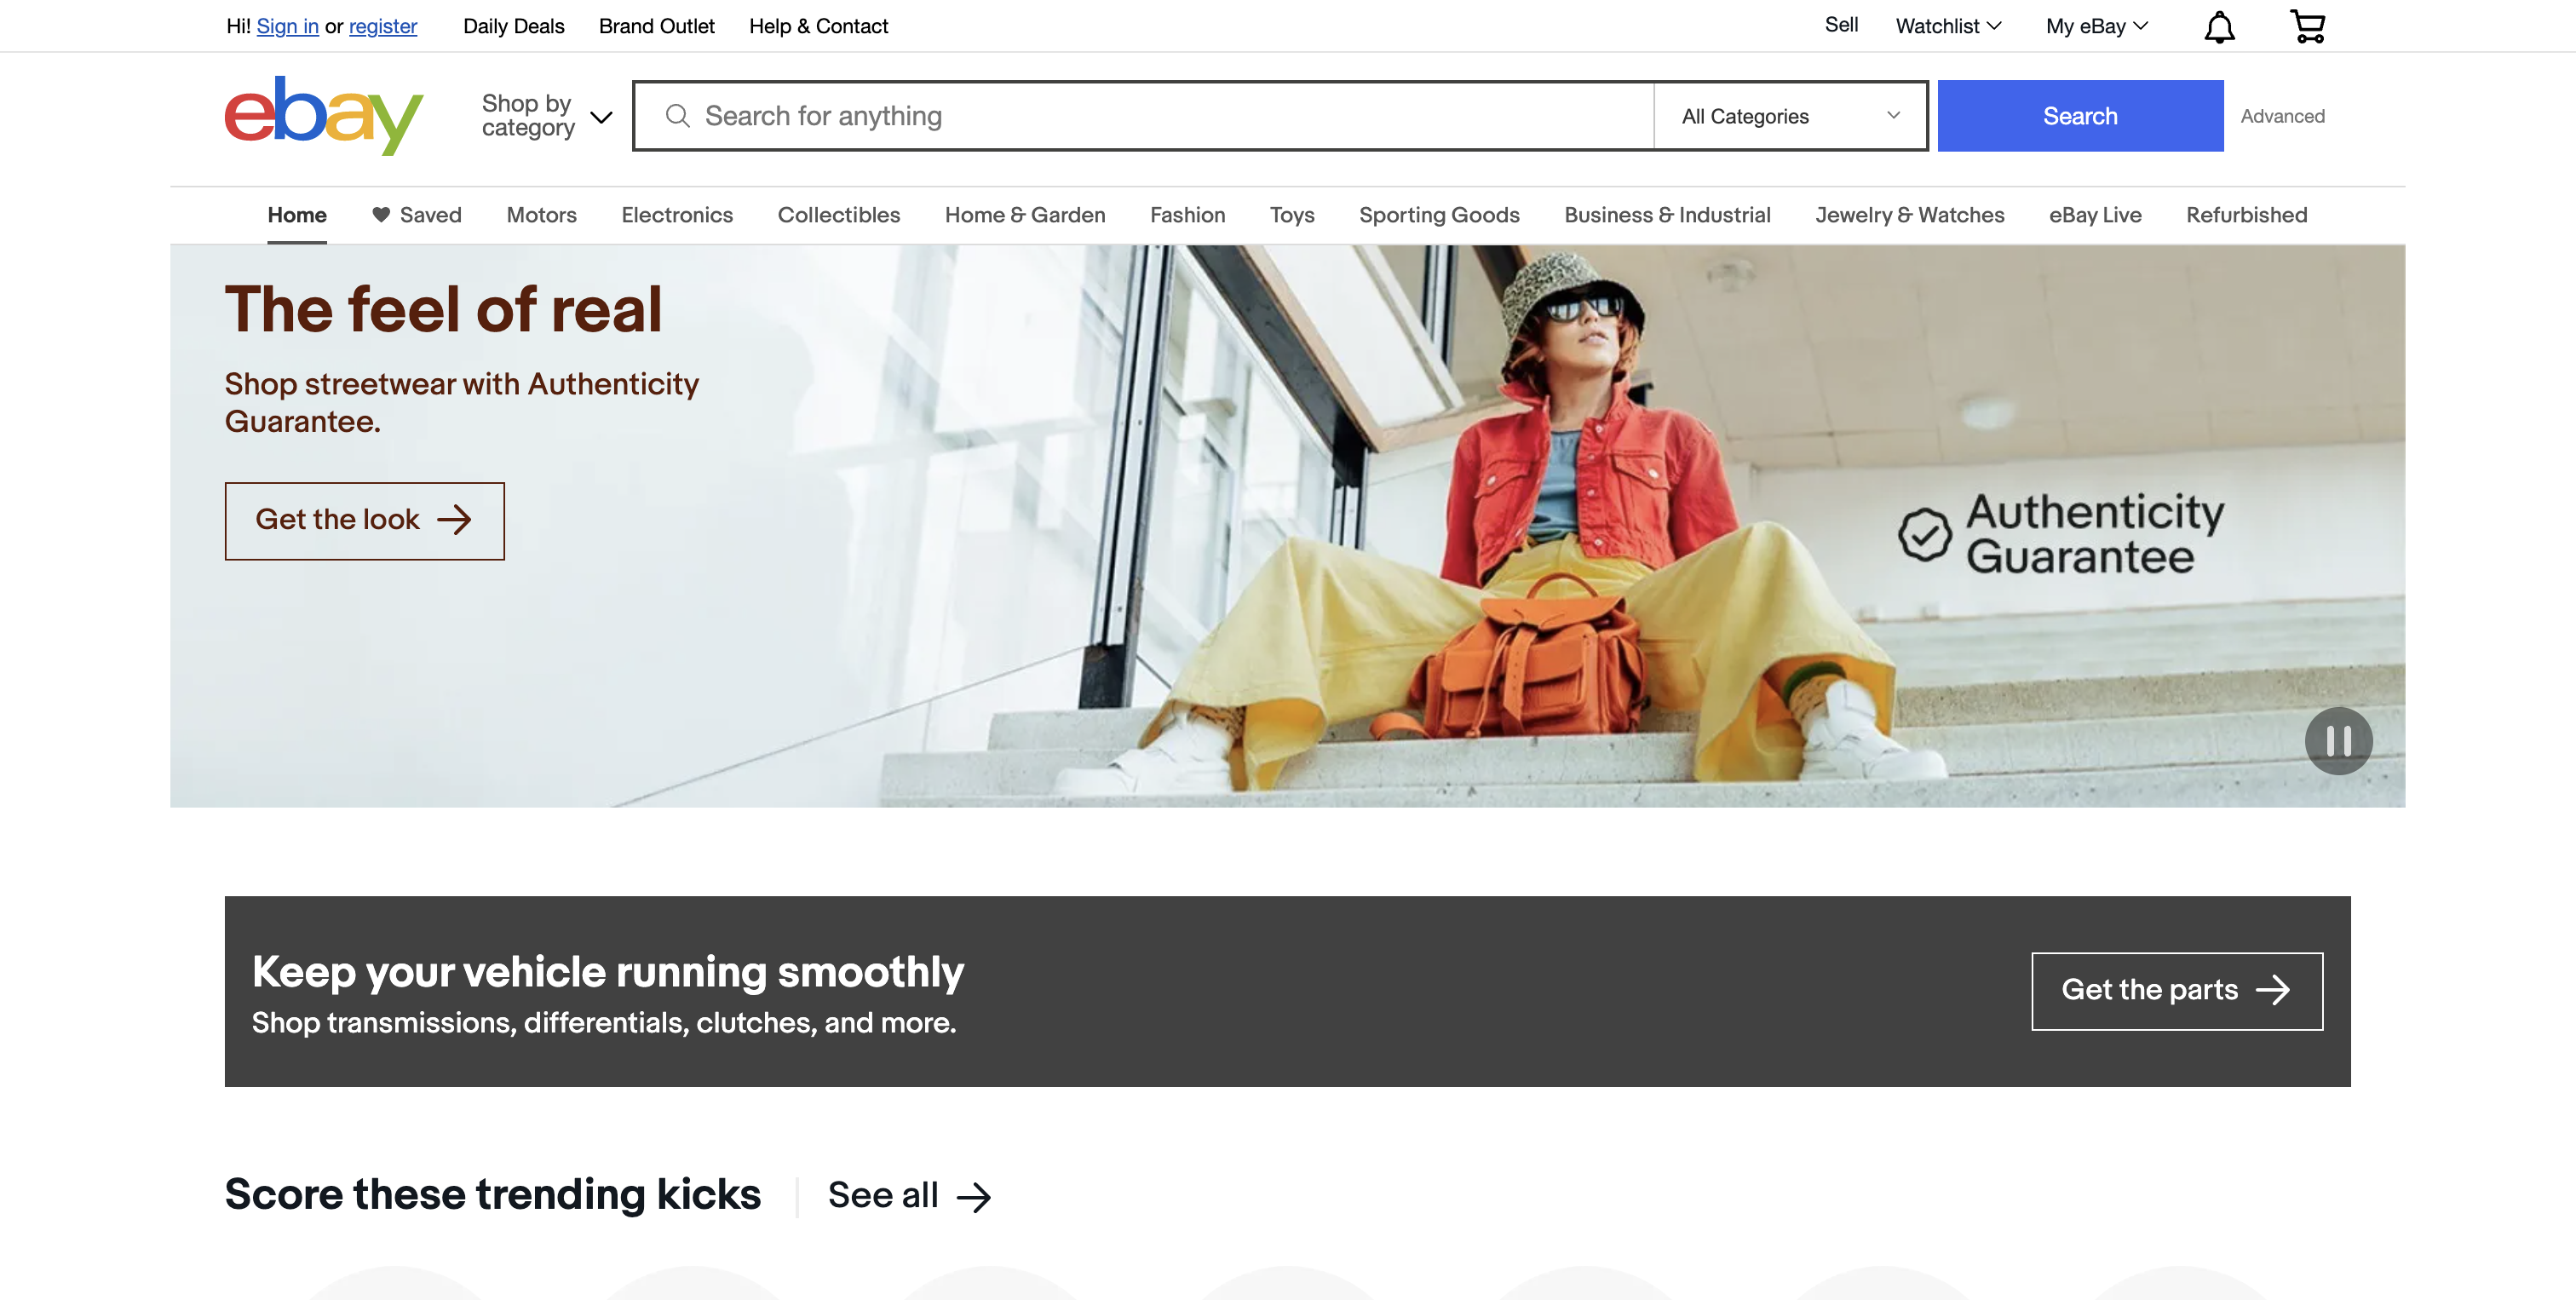 Hi! Sign in or register Daily Deals Brand Outlet Help & Contact Sell Watchlist My eBay
ebay
Shop by
category
Search for anything All Categories Search Advanced
Home Saved Motors Electronics Collectibles Home & Garden Fashion Toys Sporting Goods Business & Industrial Jewelry & Watches eBay Live Refurbished
The feel of real
Shop streetwear with Authenticity
Guarantee.
Get the look
Authenticity
Guarantee
Keep your vehicle running smoothly
Shop transmissions, differentials, clutches, and more.
Get the parts
Score these trending kicks See all